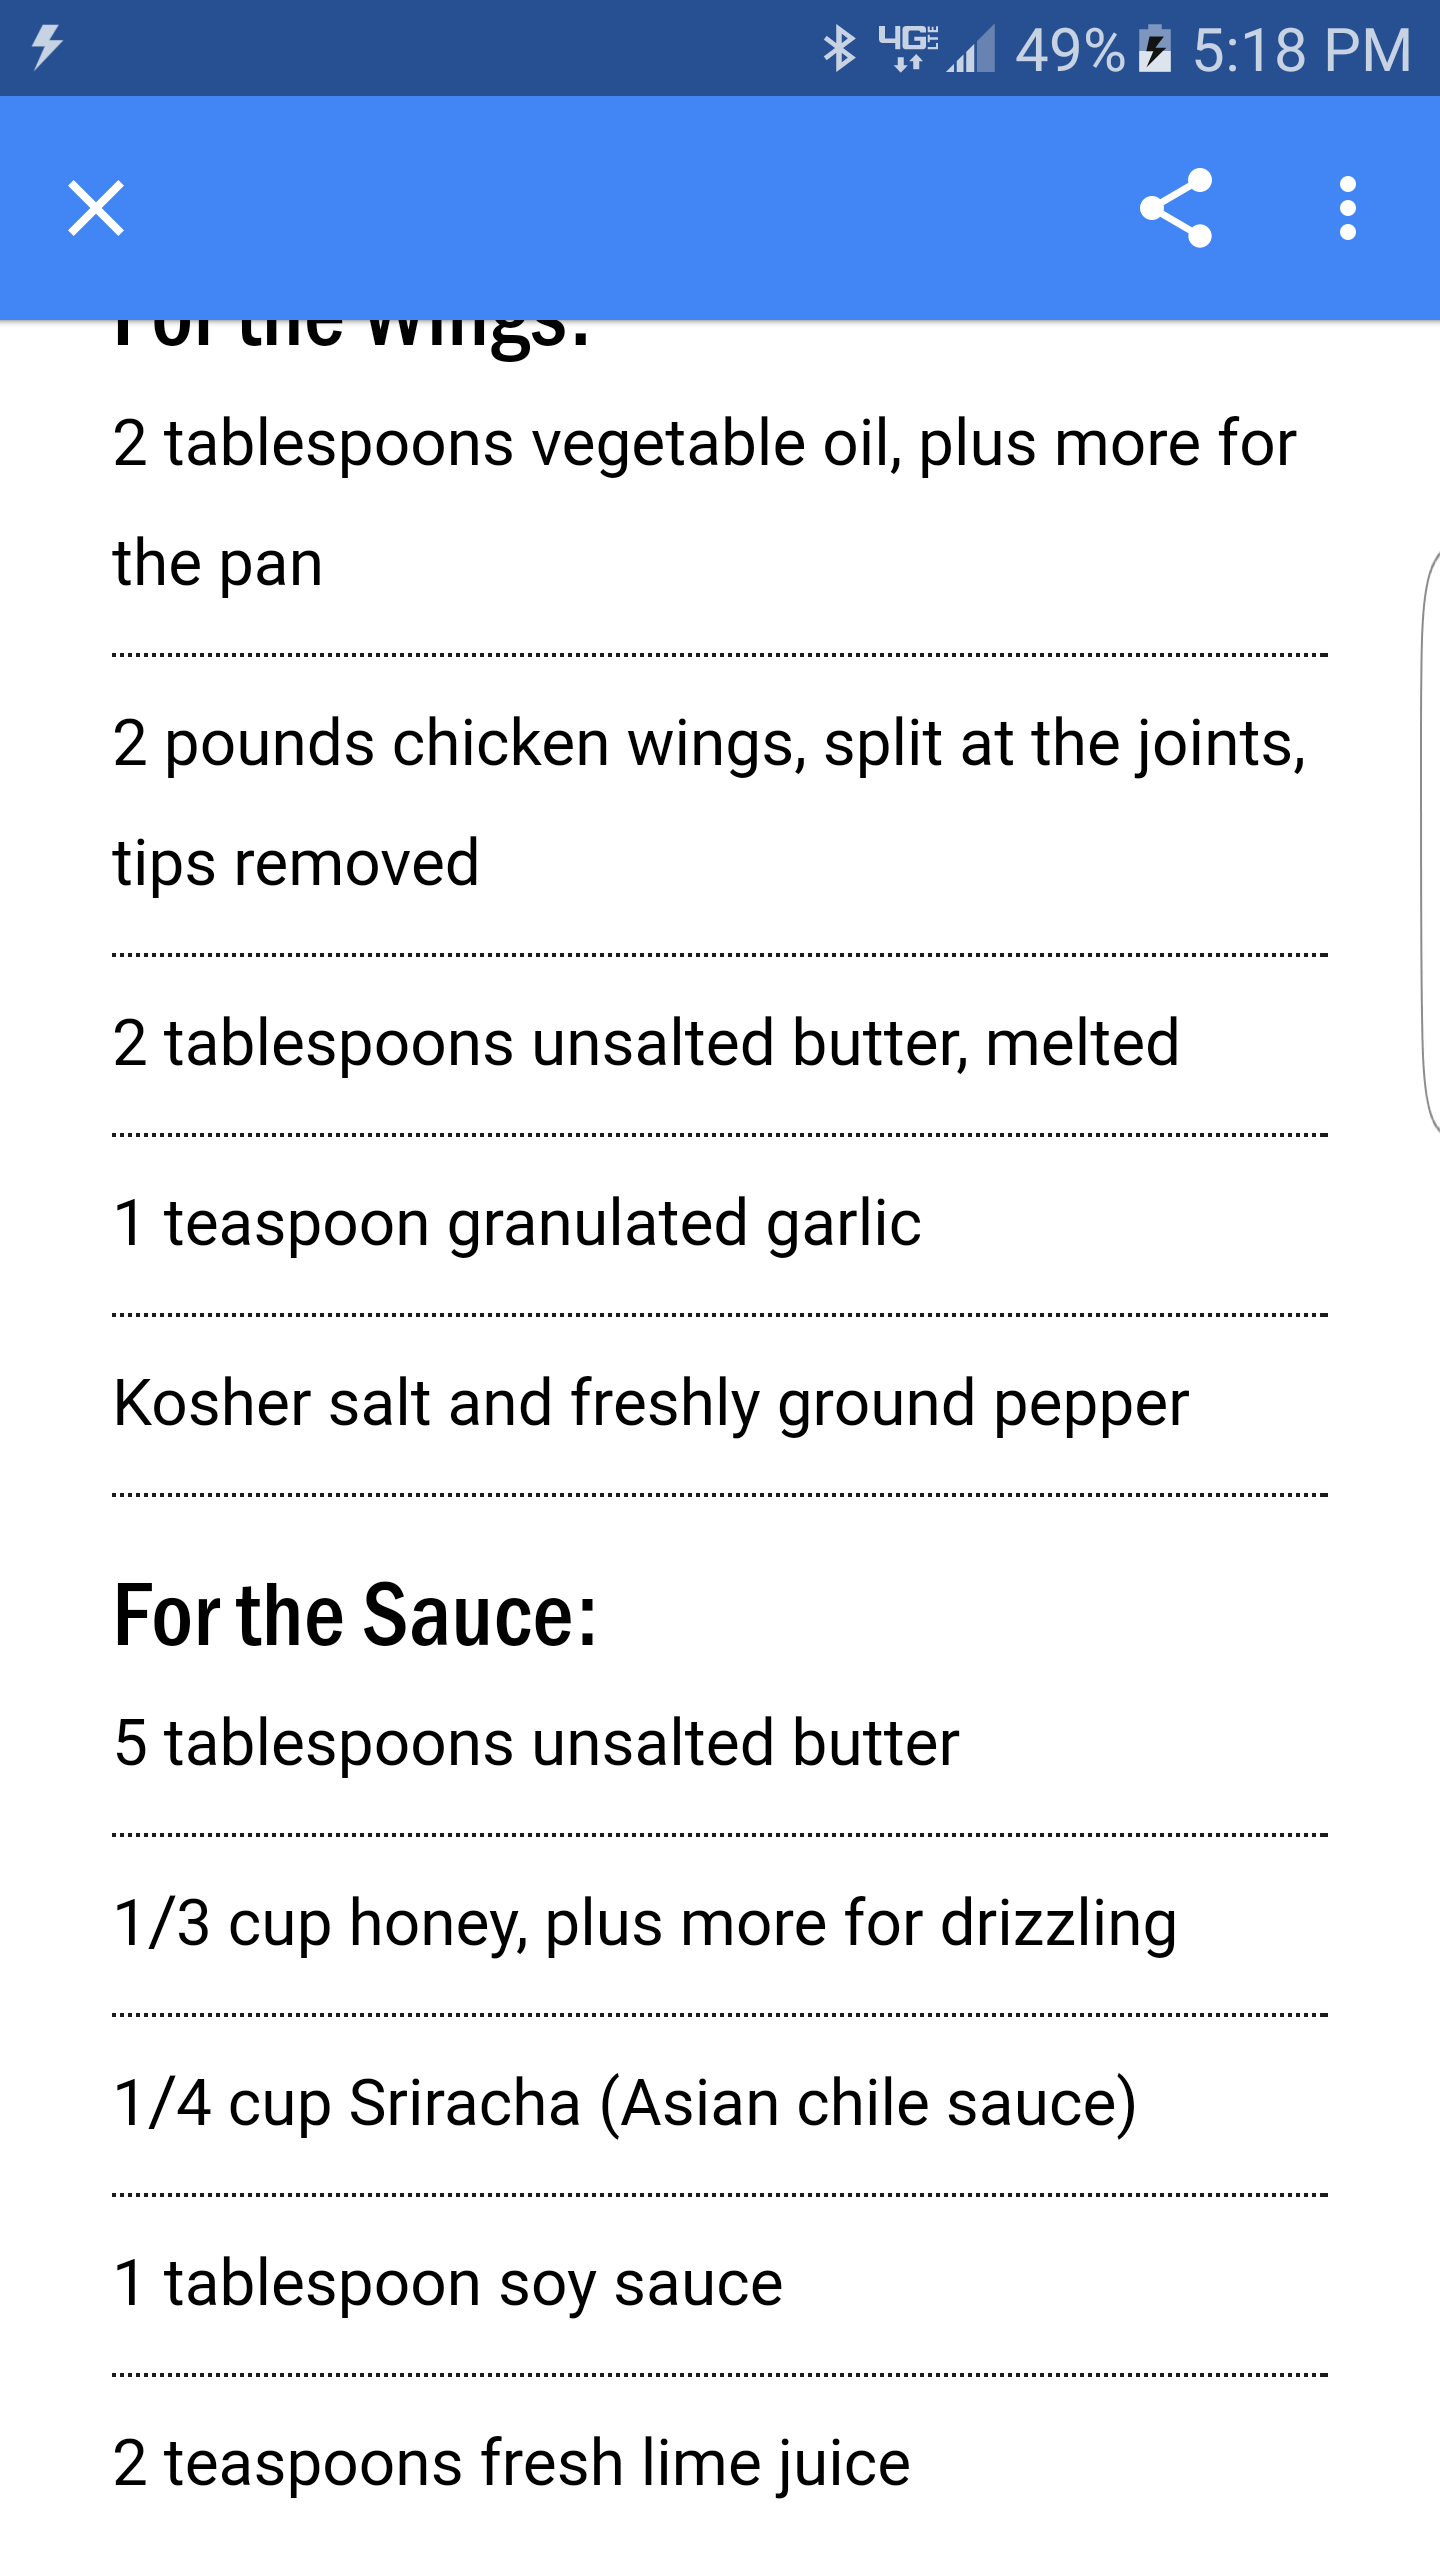 49% 5:18 PM
For the Wings:
2 tablespoons vegetable oil, plus more for
the pan
2 pounds chicken wings, split at the joints,
tips removed
2 tablespoons unsalted butter, melted
1 teaspoon granulated garlic
Kosher salt and freshly ground pepper
For the Sauce:
5 tablespoons unsalted butter
1/3 cup honey, plus more for drizzling
1/4 cup Sriracha (Asian chile sauce)
1 tablespoon soy sauce
2 teaspoons fresh lime juice